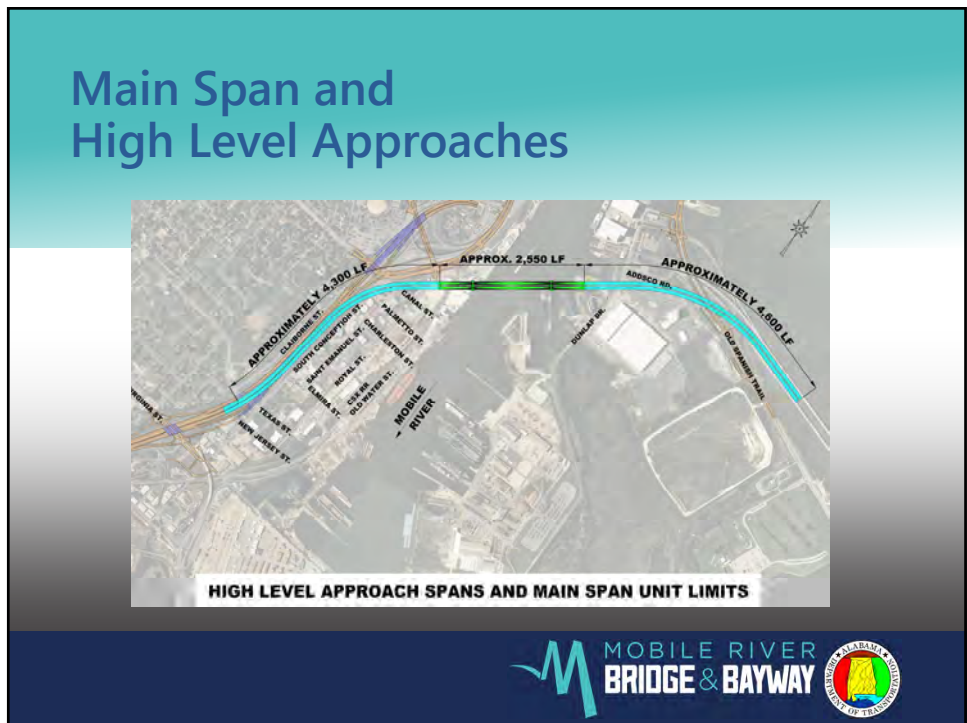 Main Span and
High Level Approaches
APPROX. 2,550 LF
APPROXIMATELY 4,300 LF
APPROXIMATELY 4,600 LF
ADDSCO RD.
CLAIBORNE ST.
SOUTH CONCEPTION ST.
SAINT EMANUEL ST.
ROYAL ST.
ELMIRA ST.
CSX RR
OLD WATER ST.
CANAL ST.
PALMETTO ST.
CHARLESTON ST.
DUNLAP DR.
OLD SPANISH TRAIL
MOBILE
RIVER
VIRGINIA ST.
TEXAS ST.
NEW JERSEY ST.
HIGH LEVEL APPROACH SPANS AND MAIN SPAN UNIT LIMITS
MOBILE RIVER
BRIDGE & BAYWAY
ALABAMA
DEPARTMENT OF TRANSPORTATION